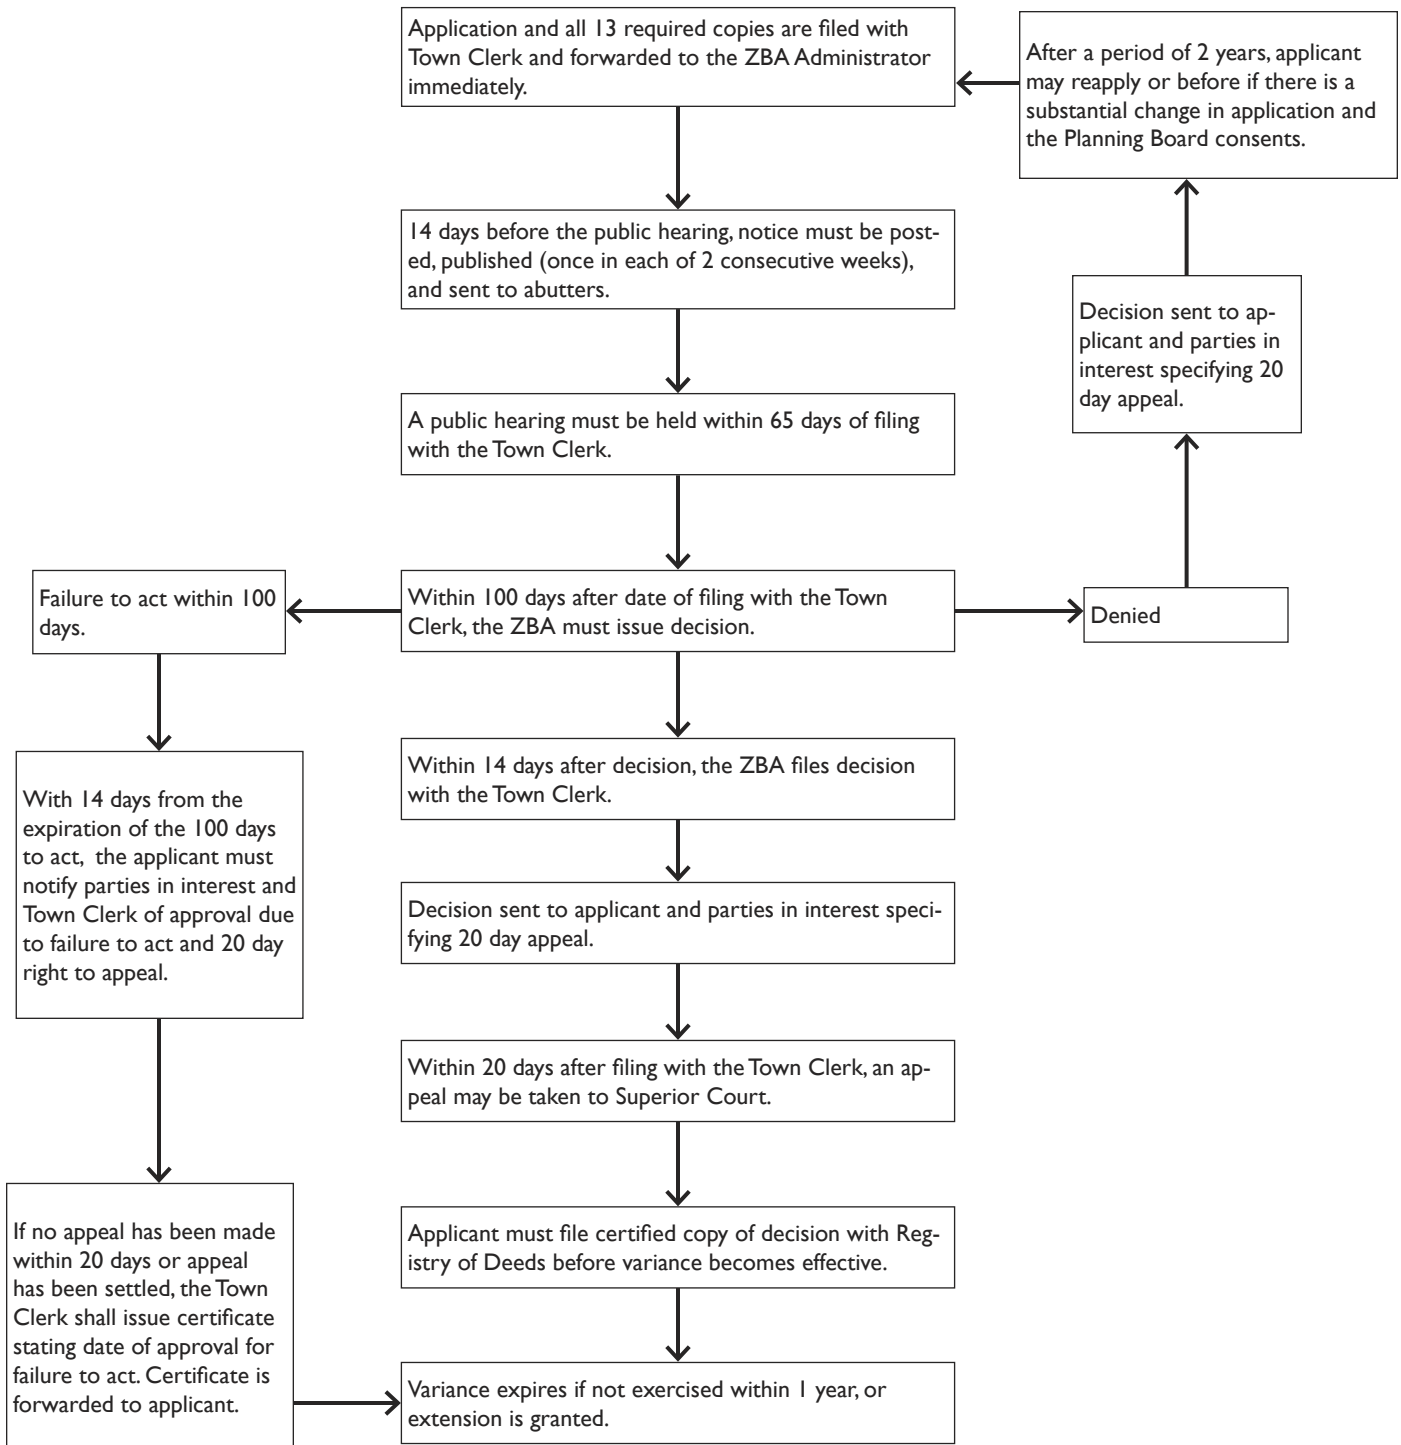 Application and all 13 required copies are filed with
Town Clerk and forwarded to the ZBA Administrator
immediately.
After a period of 2 years, applicant
may reapply or before if there is a
substantial change in application and
the Planning Board consents.
14 days before the public hearing, notice must be post-
ed, published (once in each of 2 consecutive weeks),
and sent to abutters.
Decision sent to ap-
plicant and parties in
interest specifying 20
day appeal.
A public hearing must be held within 65 days of filing
with the Town Clerk.
Failure to act within 100
days.
Within 100 days after date of filing with the Town
Clerk, the ZBA must issue decision.
Denied
With 14 days from the
expiration of the 100 days
to act, the applicant must
notify parties in interest and
Town Clerk of approval due
to failure to act and 20 day
right to appeal.
Within 14 days after decision, the ZBA files decision
with the Town Clerk.
Decision sent to applicant and parties in interest speci-
fying 20 day appeal.
Within 20 days after filing with the Town Clerk, an ap-
peal may be taken to Superior Court.
If no appeal has been made
within 20 days or appeal
has been settled, the Town
Clerk shall issue certificate
stating date of approval for
failure to act. Certificate is
forwarded to applicant.
Applicant must file certified copy of decision with Reg-
istry of Deeds before variance becomes effective.
Variance expires if not exercised within 1 year, or
extension is granted.